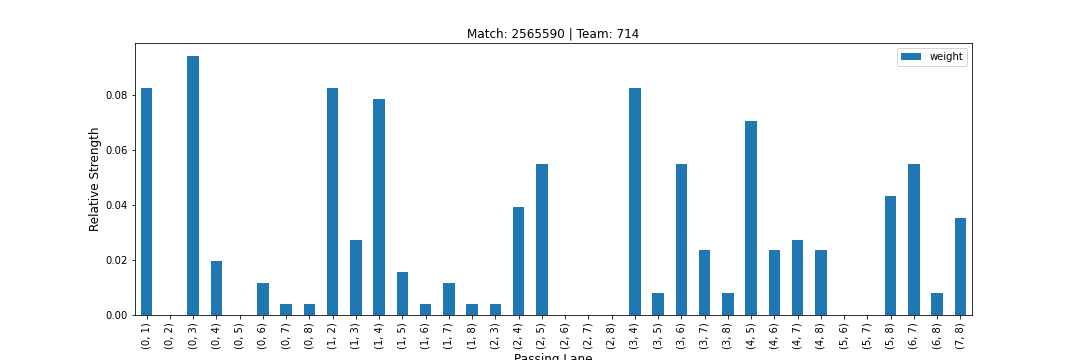 Match: 2565590 | Team: 714
weight
Relative Strength
0.08
0.06
0.04
0.02
0.00
(0, 1) (0, 2) (0, 3) (0, 4) (0, 5) (0, 6) (0, 7) (0, 8) (1, 2) (1, 3) (1, 4) (1, 5) (1, 6) (1, 7) (1, 8) (2, 3) (2, 4) (2, 5) (2, 6) (2, 7) (2, 8) (3, 4) (3, 5) (3, 6) (3, 7) (3, 8) (4, 5) (4, 6) (4, 7) (4, 8) (5, 6) (5, 7) (5, 8) (6, 7) (6, 8) (7, 8)
Passing Lane